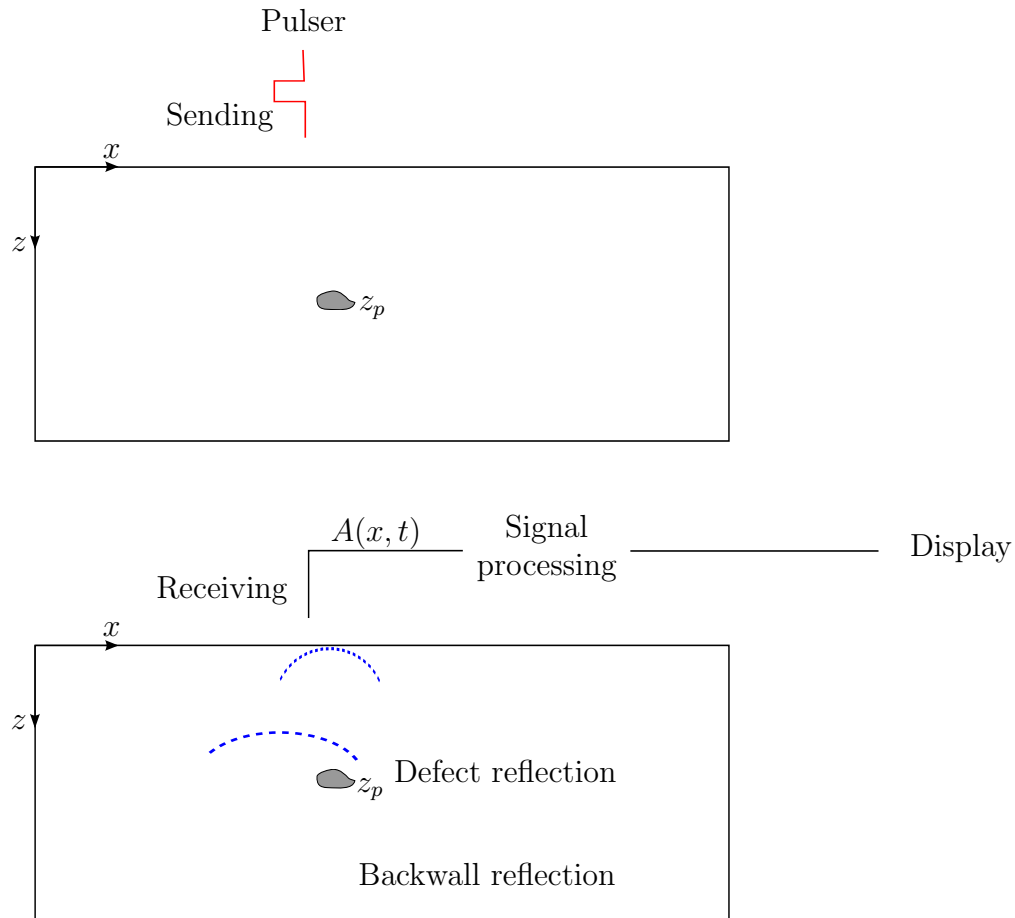 Pulser
Sending
x
z
z_p
A(x, t)
Signal
processing
Display
Receiving
x
z
Defect reflection
z_p
Backwall reflection